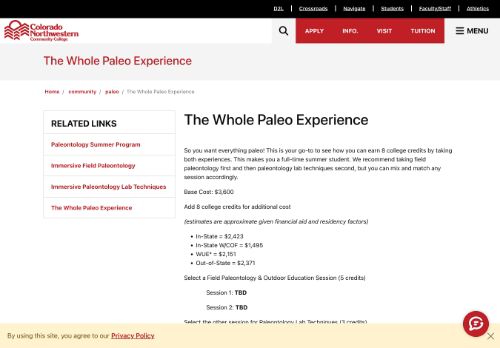 D2L | Crossroads | Navigate | Students | Faculty/Staff | Athletics
Colorado
Northwestern
Community College
APPLY INFO. VISIT TUITION MENU
The Whole Paleo Experience
Home / community / paleo / The Whole Paleo Experience
RELATED LINKS
Paleontology Summer Program
Immersive Field Paleontology
Immersive Paleontology Lab Techniques
The Whole Paleo Experience
The Whole Paleo Experience
So you want everything paleo! This is your go-to to see how you can earn 8 college credits by taking
both experiences. This makes you a full-time summer student. We recommend taking field
paleontology first and then paleontology lab techniques second, but you can mix and match any
session accordingly.
Base Cost: $3,600
Add 8 college credits for additional cost
(estimates are approximate given financial aid and residency factors)
• In-State = $2,423
• In-State W/COF = $1,495
• WUE* = $2,151
• Out-of-State = $2,371
Select a Field Paleontology & Outdoor Education Session (5 credits)
Session 1: TBD
Session 2: TBD
Select the other session for Paleontology Lab Techniques (3 credits)
By using this site, you agree to our Privacy Policy